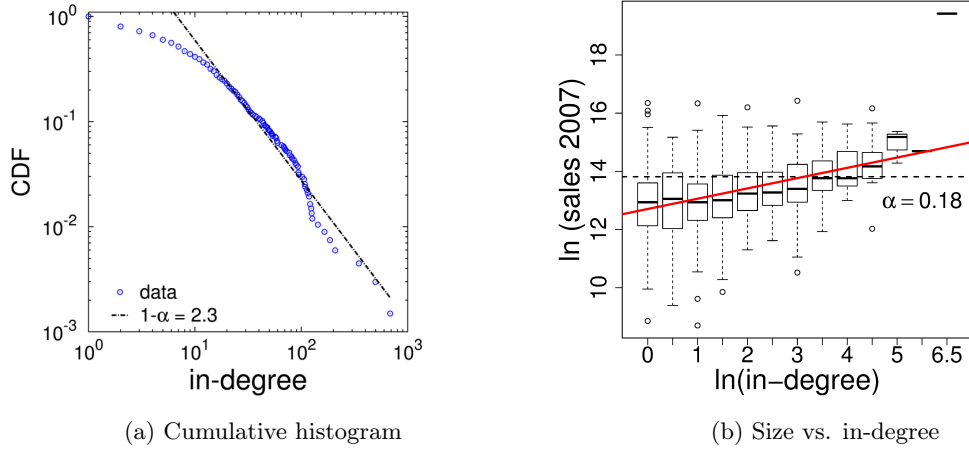 10^0
10^-1
10^-2
10^-3
CDF
data
1-α = 2.3
10^0 10^1 10^2 10^3
in-degree
(a) Cumulative histogram
18
16
14
12
10
ln (sales 2007)
α = 0.18
0 1 2 3 4 5 6.5
ln(in−degree)
(b) Size vs. in-degree